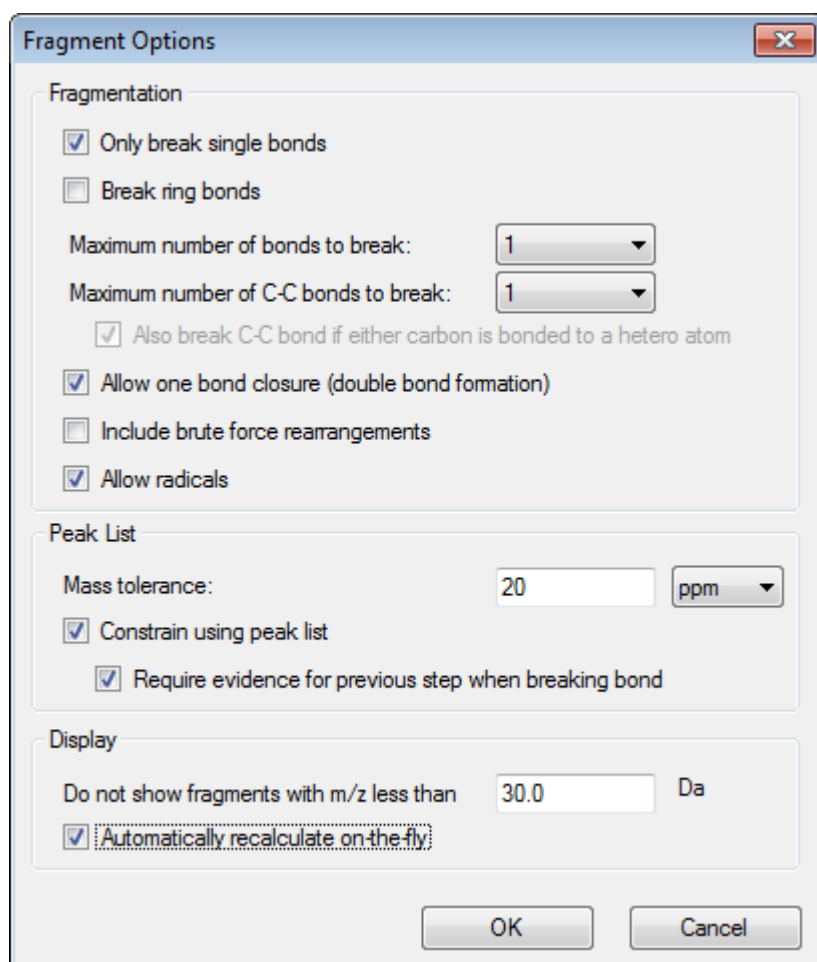 Fragment Options
Fragmentation
Only break single bonds
Break ring bonds
Maximum number of bonds to break: 1
Maximum number of C-C bonds to break: 1
Also break C-C bond if either carbon is bonded to a hetero atom
Allow one bond closure (double bond formation)
Include brute force rearrangements
Allow radicals
Peak List
Mass tolerance: 20 ppm
Constrain using peak list
Require evidence for previous step when breaking bond
Display
Do not show fragments with m/z less than 30.0 Da
Automatically recalculate on-the-fly
OK Cancel